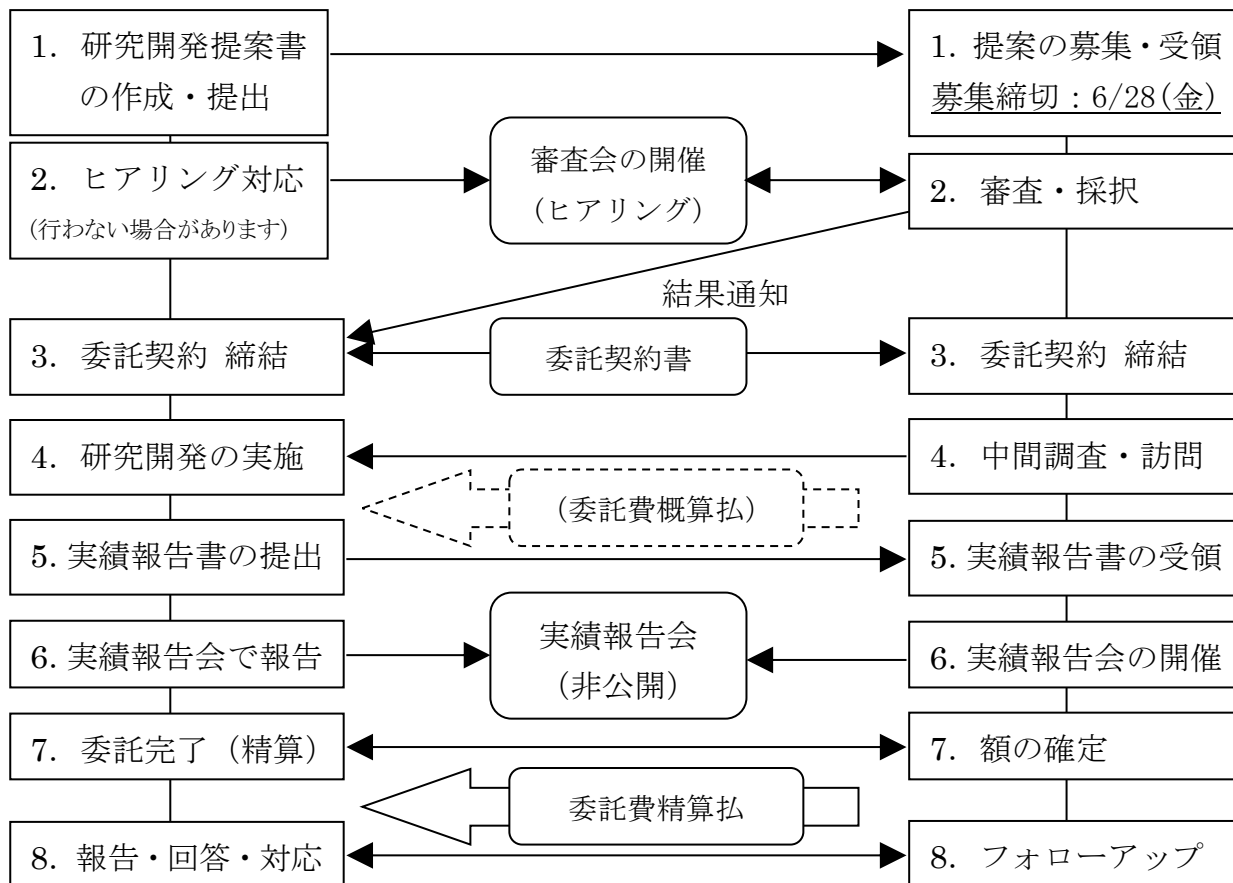 1. 研究開発提案書
の作成・提出
1. 提案の募集・受領
募集締切：6/28(金)
2. ヒアリング対応
(行わない場合があります)
審査会の開催
(ヒアリング)
2. 審査・採択
結果通知
3. 委託契約 締結
委託契約書
3. 委託契約 締結
4. 研究開発の実施
4. 中間調査・訪問
(委託費概算払)
5. 実績報告書の提出
5. 実績報告書の受領
6. 実績報告会で報告
実績報告会
(非公開)
6. 実績報告会の開催
7. 委託完了（精算）
7. 額の確定
委託費精算払
8. 報告・回答・対応
8. フォローアップ